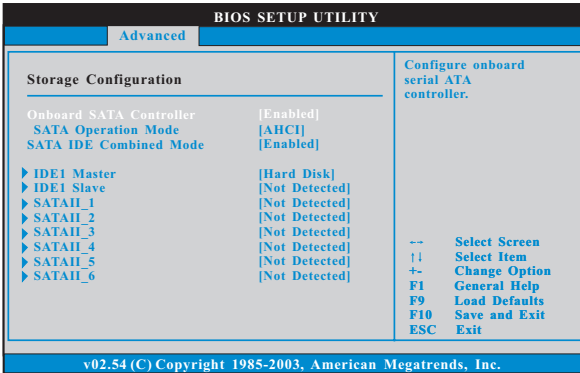 BIOS SETUP UTILITY
Advanced
Storage Configuration
Onboard SATA Controller [Enabled]
SATA Operation Mode [AHCI]
SATA IDE Combined Mode [Enabled]
IDE1 Master [Hard Disk]
IDE1 Slave [Not Detected]
SATAII_1 [Not Detected]
SATAII_2 [Not Detected]
SATAII_3 [Not Detected]
SATAII_4 [Not Detected]
SATAII_5 [Not Detected]
SATAII_6 [Not Detected]
Configure onboard
serial ATA
controller.
←→ Select Screen
↑↓ Select Item
+- Change Option
F1 General Help
F9 Load Defaults
F10 Save and Exit
ESC Exit
v02.54 (C) Copyright 1985-2003, American Megatrends, Inc.